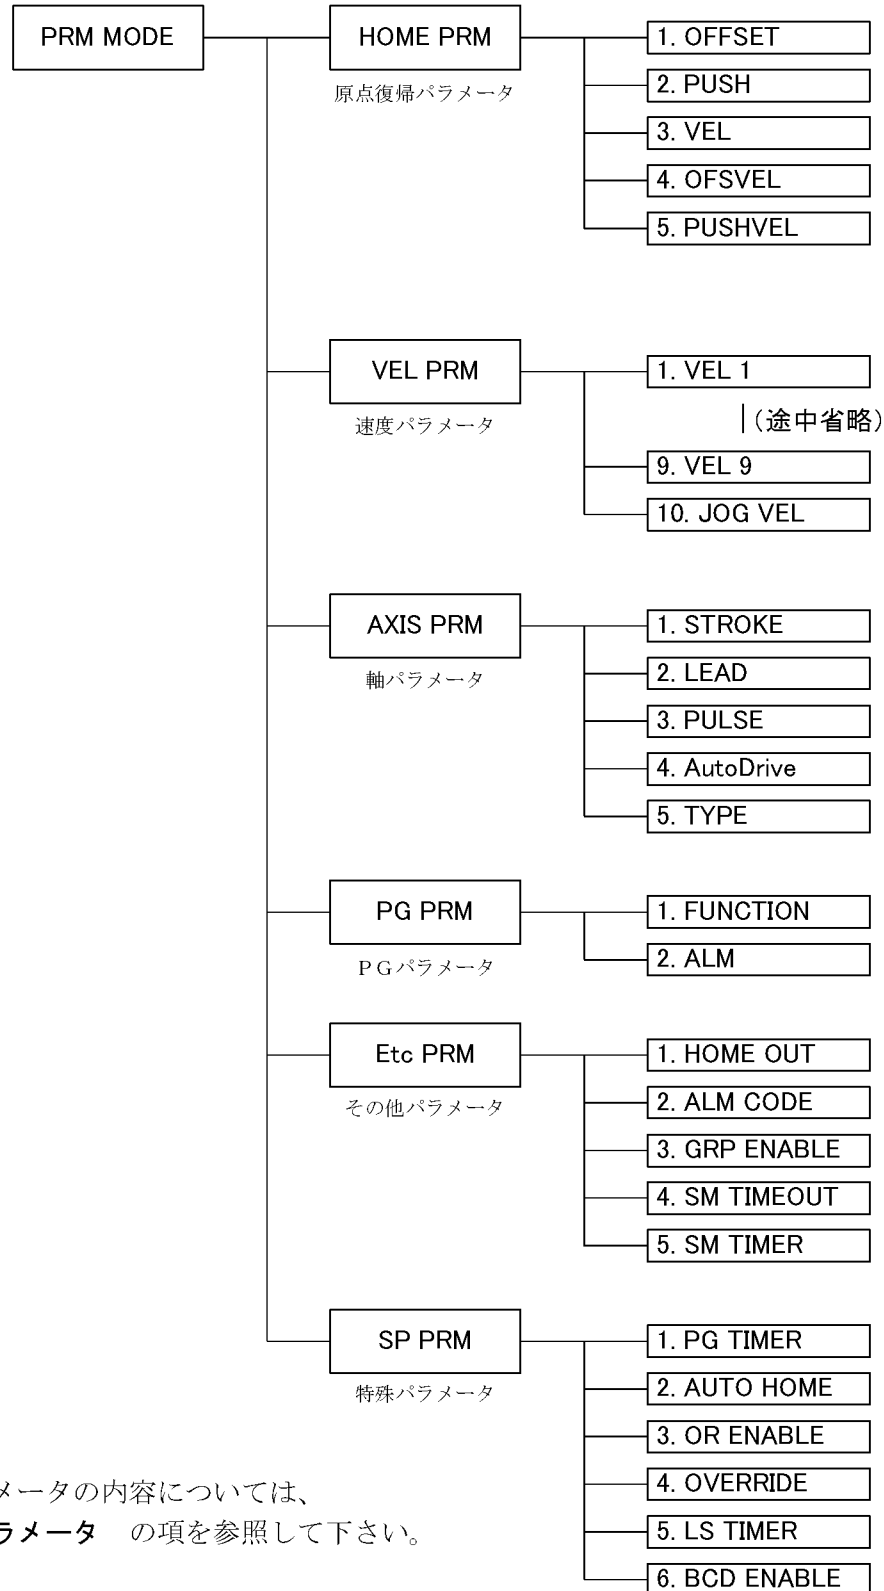 PRM MODE
HOME PRM
原点復帰パラメータ
1. OFFSET
2. PUSH
3. VEL
4. OFSVEL
5. PUSHVEL
VEL PRM
速度パラメータ
1. VEL 1
（途中省略）
9. VEL 9
10. JOG VEL
AXIS PRM
軸パラメータ
1. STROKE
2. LEAD
3. PULSE
4. AutoDrive
5. TYPE
PG PRM
ＰＧパラメータ
1. FUNCTION
2. ALM
Etc PRM
その他パラメータ
1. HOME OUT
2. ALM CODE
3. GRP ENABLE
4. SM TIMEOUT
5. SM TIMER
SP PRM
特殊パラメータ
1. PG TIMER
2. AUTO HOME
3. OR ENABLE
4. OVERRIDE
5. LS TIMER
6. BCD ENABLE
メータの内容については、
ラメータ　の項を参照して下さい。